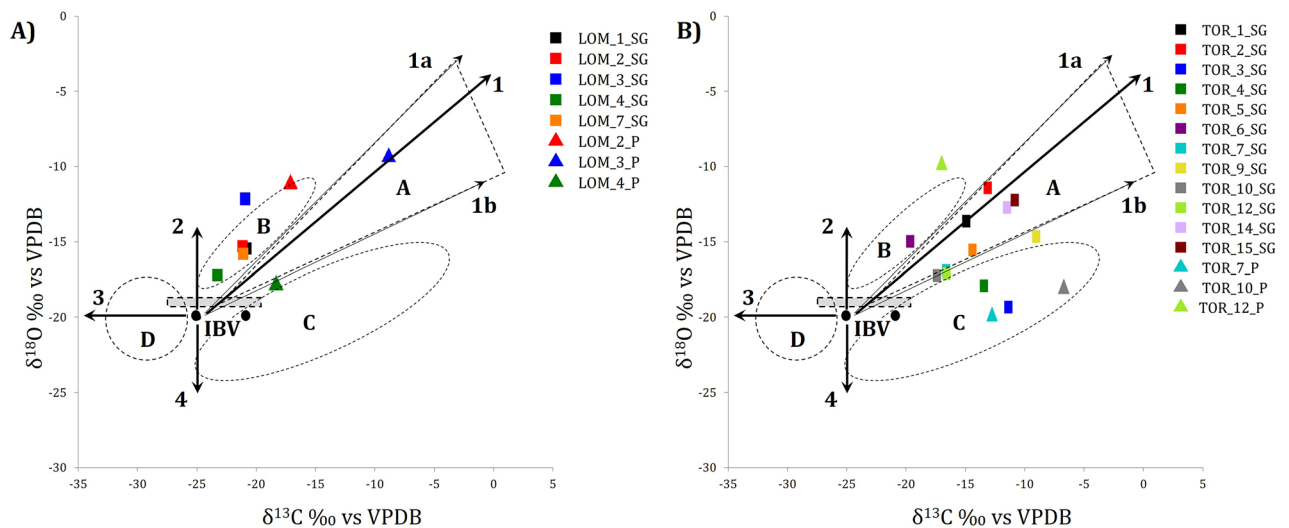 A)
0
-5
-10
-15
-20
-25
-30
-35
-30
-25
-20
-15
-10
-5
0
5
δ18O ‰ vs VPDB
δ13C ‰ vs VPDB
1a
1
1b
A
B
2
3
D
IBV
C
4
LOM_1_SG
LOM_2_SG
LOM_3_SG
LOM_4_SG
LOM_7_SG
LOM_2_P
LOM_3_P
LOM_4_P
B)
0
-5
-10
-15
-20
-25
-30
-35
-30
-25
-20
-15
-10
-5
0
5
δ18O ‰ vs VPDB
δ13C ‰ vs VPDB
1a
1
1b
A
B
2
3
D
IBV
C
4
TOR_1_SG
TOR_2_SG
TOR_3_SG
TOR_4_SG
TOR_5_SG
TOR_6_SG
TOR_7_SG
TOR_9_SG
TOR_10_SG
TOR_12_SG
TOR_14_SG
TOR_15_SG
TOR_7_P
TOR_10_P
TOR_12_P